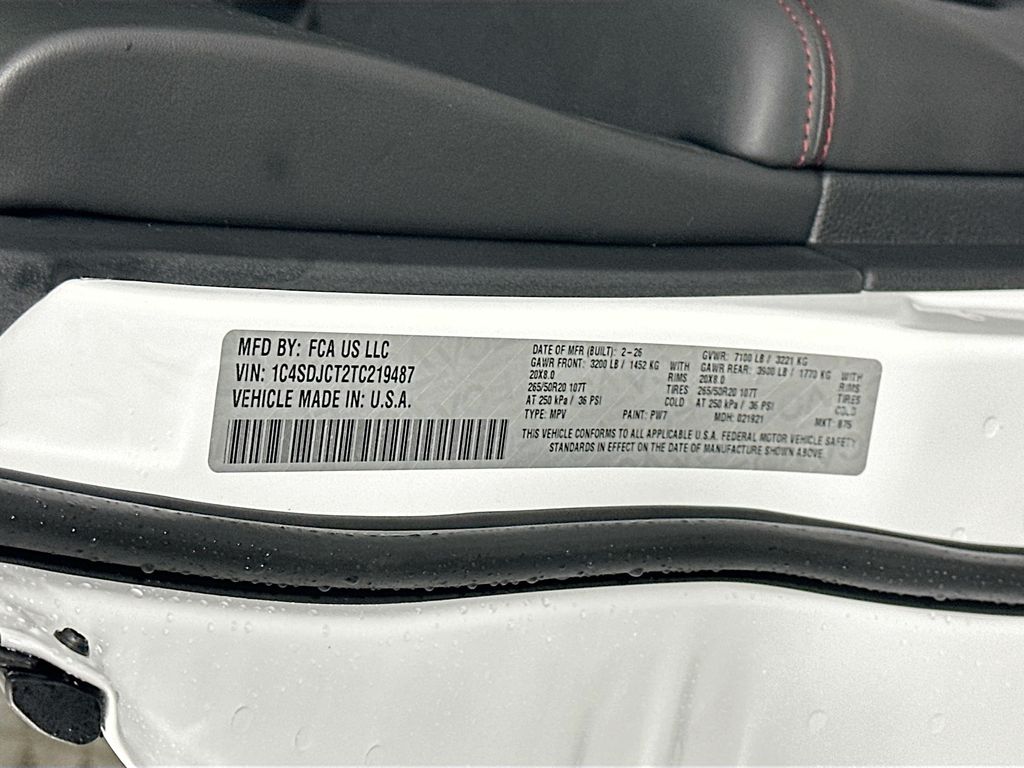 MFD BY: FCA US LLC
VIN: 1C4SDJCT2TC219487
VEHICLE MADE IN: U.S.A.
DATE OF MFR (BUILT): 2-26 GVWR: 7100 LB / 3221 KG
GAWR FRONT: 3200 LB / 1452 KG WITH GAWR REAR: 3900 LB / 1770 KG WITH
20X8.0 RIMS 20X8.0 RIMS
265/50R20 107T TIRES 265/50R20 107T TIRES
AT 250 kPa / 36 PSI COLD AT 250 kPa / 36 PSI COLD
TYPE: MPV PAINT: PW7 MDH: 021921 MKT: 875
THIS VEHICLE CONFORMS TO ALL APPLICABLE U.S.A. FEDERAL MOTOR VEHICLE SAFETY
STANDARDS IN EFFECT ON THE DATE OF MANUFACTURE SHOWN ABOVE.